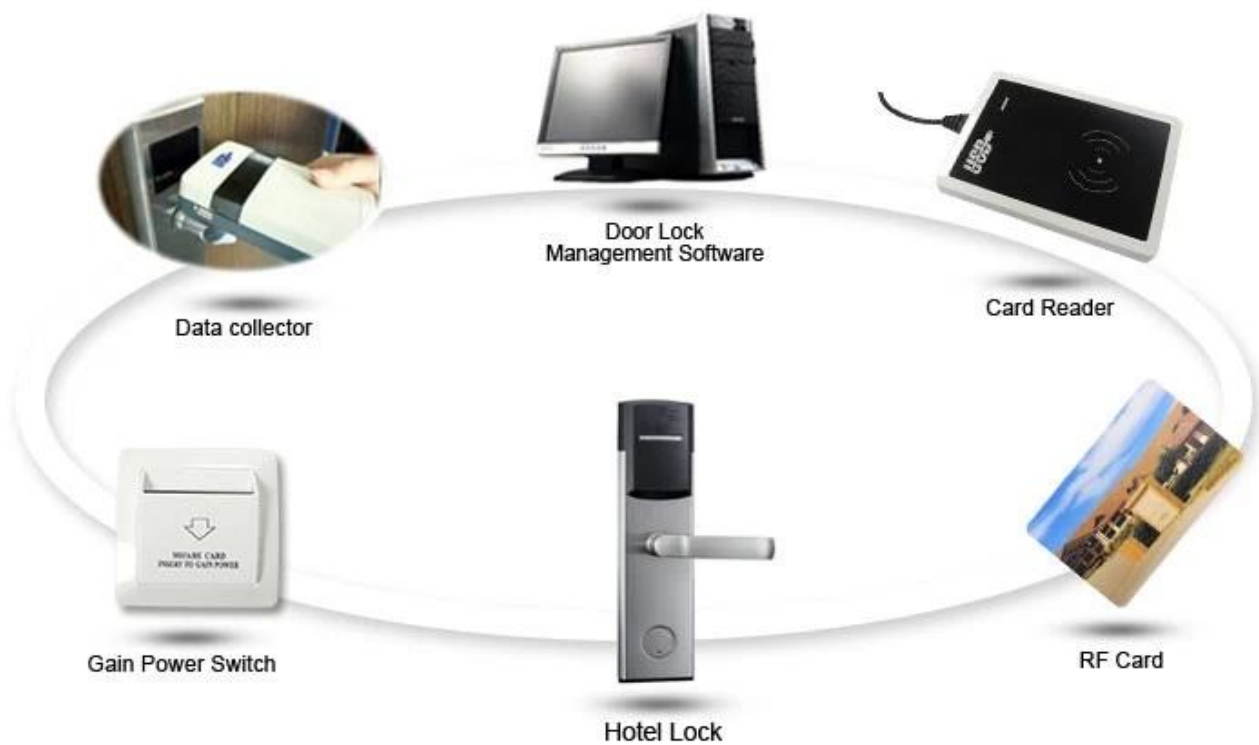 Door Lock
Management Software
Card Reader
Data collector
MIFARE CARD
INSERT TO GAIN POWER
Gain Power Switch
RF Card
Hotel Lock